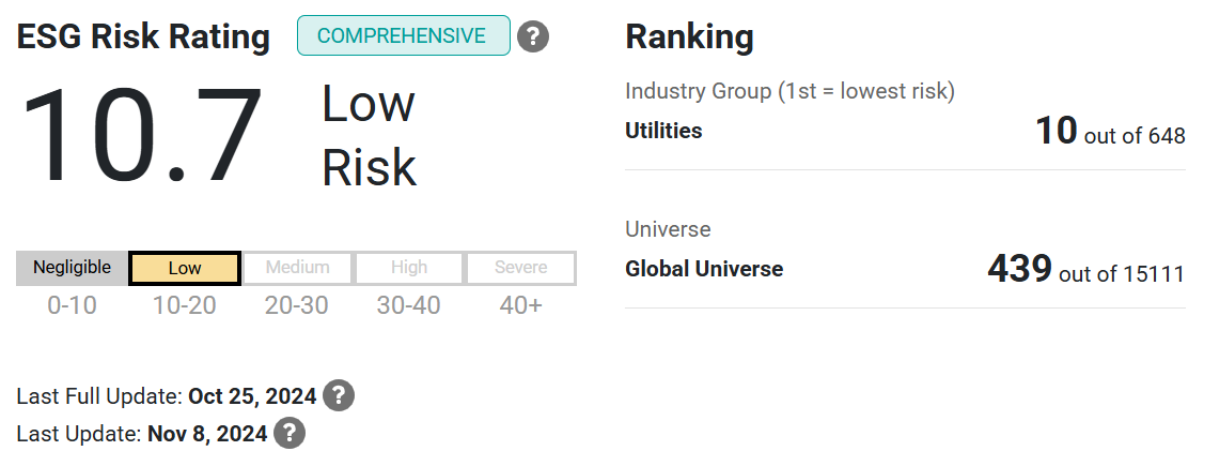 ESG Risk Rating COMPREHENSIVE ?
10.7 Low
Risk
Negligible Low Medium High Severe
0-10 10-20 20-30 30-40 40+
Last Full Update: Oct 25, 2024 ?
Last Update: Nov 8, 2024 ?
Ranking
Industry Group (1st = lowest risk)
Utilities 10 out of 648
Universe
Global Universe 439 out of 15111